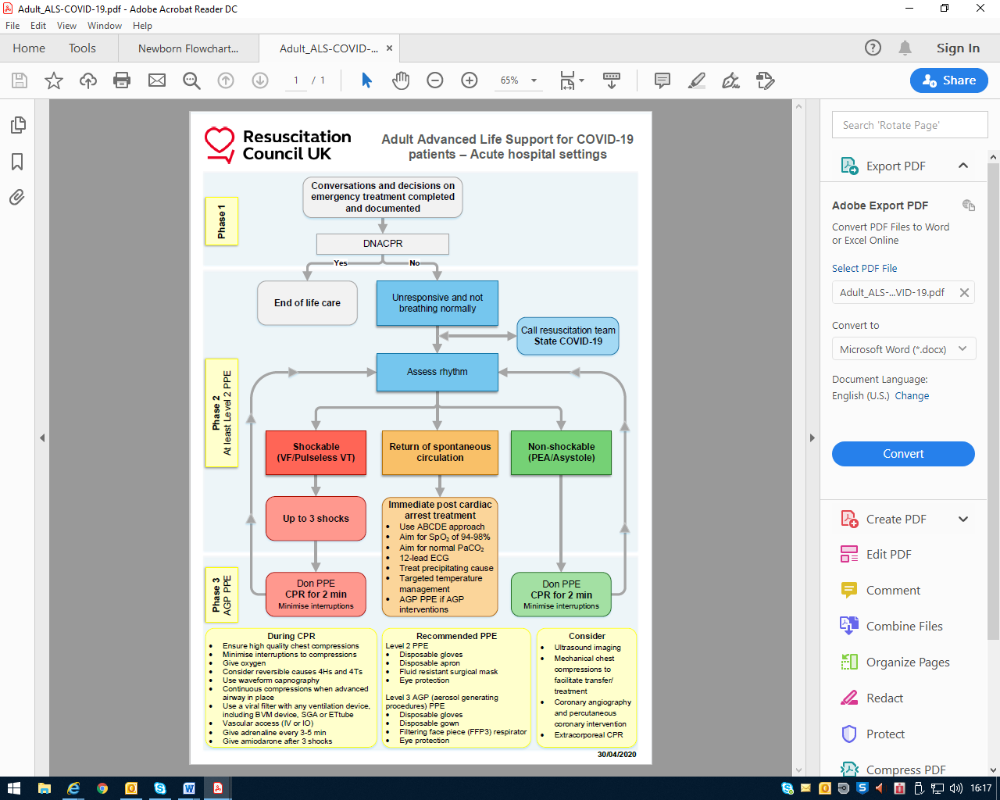 Adult_ALS-COVID-19.pdf - Adobe Acrobat Reader DC
File Edit View Window Help
Home Tools Newborn Flowchart... Adult_ALS-COVID-...
Sign In
1 / 1
65%
Share
Resuscitation
Council UK
Adult Advanced Life Support for COVID-19
patients – Acute hospital settings
Phase 1
Conversations and decisions on
emergency treatment completed
and documented
DNACPR
Yes No
Phase 2
At least Level 2 PPE
End of life care
Unresponsive and not
breathing normally
Call resuscitation team
State COVID-19
Assess rhythm
Shockable
(VF/Pulseless VT)
Return of spontaneous
circulation
Non-shockable
(PEA/Asystole)
Up to 3 shocks
Immediate post cardiac
arrest treatment
• Use ABCDE approach
• Aim for SpO₂ of 94-98%
• Aim for normal PaCO₂
• 12-lead ECG
• Treat precipitating cause
• Targeted temperature
management
• AGP PPE if AGP
interventions
Phase 3
AGP PPE
Don PPE
CPR for 2 min
Minimise interruptions
Don PPE
CPR for 2 min
Minimise interruptions
During CPR
• Ensure high quality chest compressions
• Minimise interruptions to compressions
• Give oxygen
• Consider reversible causes 4Hs and 4Ts
• Use waveform capnography
• Continuous compressions when advanced
airway in place
• Use a viral filter with any ventilation device,
including BVM device, SGA or ETtube
• Vascular access (IV or IO)
• Give adrenaline every 3-5 min
• Give amiodarone after 3 shocks
Recommended PPE
Level 2 PPE
• Disposable gloves
• Disposable apron
• Fluid resistant surgical mask
• Eye protection
Level 3 AGP (aerosol generating
procedures) PPE
• Disposable gloves
• Disposable gown
• Filtering face piece (FFP3) respirator
• Eye protection
Consider
• Ultrasound imaging
• Mechanical chest
compressions to
facilitate transfer/
treatment
• Coronary angiography
and percutaneous
coronary intervention
• Extracorporeal CPR
30/04/2020
Search 'Rotate Page'
Export PDF
Adobe Export PDF
Convert PDF Files to Word
or Excel Online
Select PDF File
Adult_ALS-...VID-19.pdf
Convert to
Microsoft Word (*.docx)
Document Language:
English (U.S.) Change
Convert
Create PDF
Edit PDF
Comment
Combine Files
Organize Pages
Redact
Protect
Compress PDF
16:17